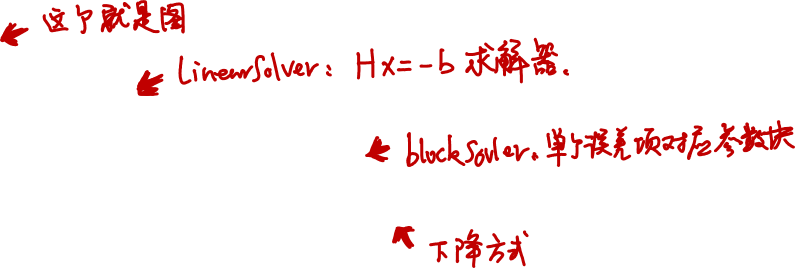 这个就是图
LinearSolver: Hx=-b 求解器.
blockSovler. 单个误差项对应参数块
下降方式